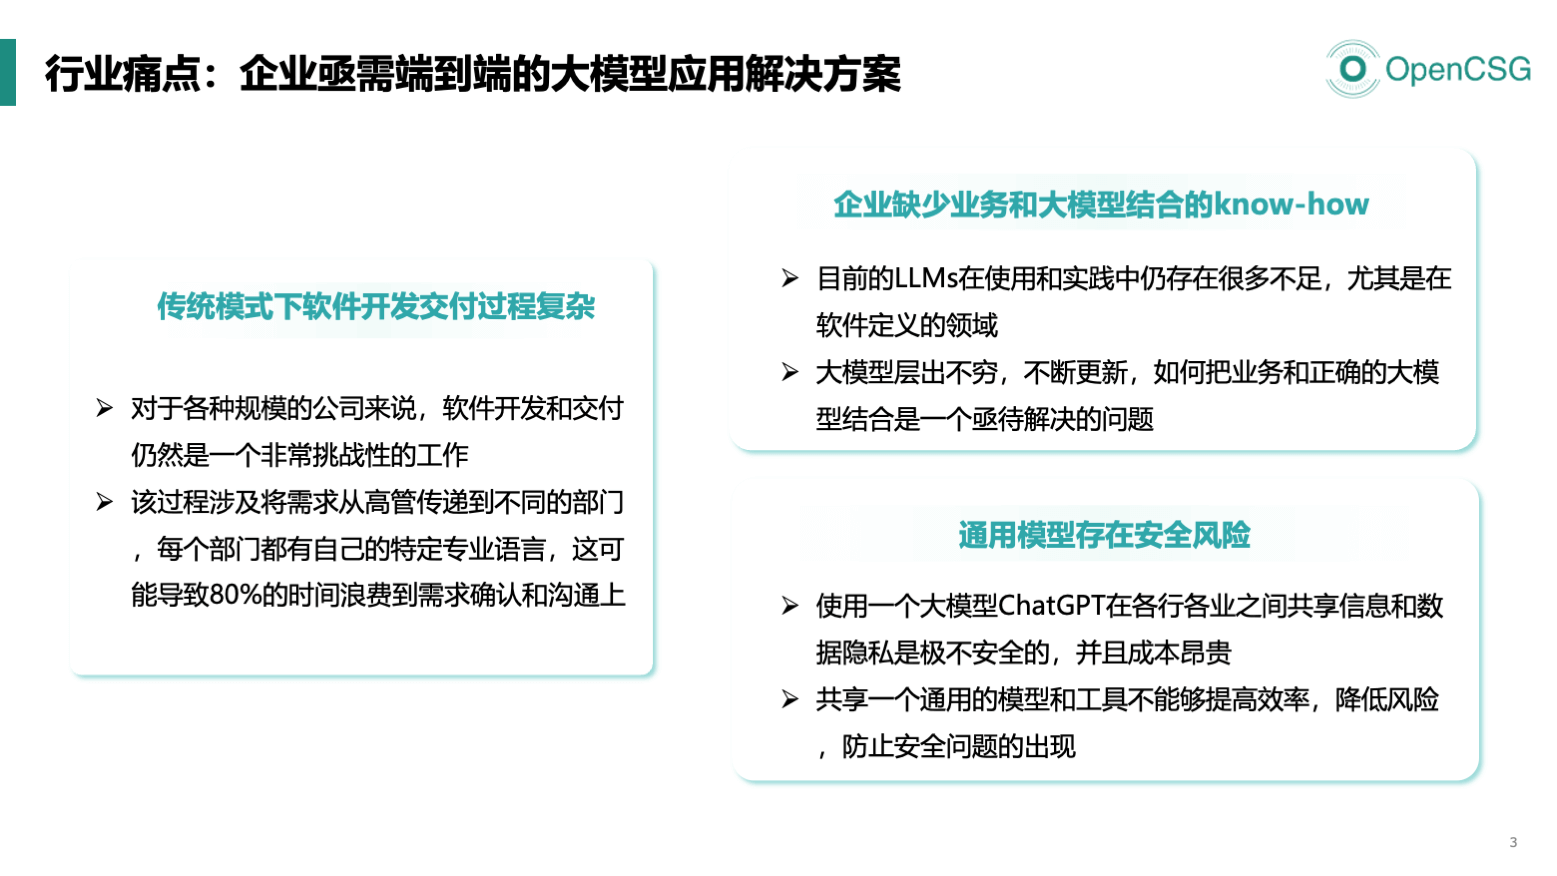 行业痛点：企业亟需端到端的大模型应用解决方案
OpenCSG
传统模式下软件开发交付过程复杂
对于各种规模的公司来说，软件开发和交付
仍然是一个非常挑战性的工作
该过程涉及将需求从高管传递到不同的部门
，每个部门都有自己的特定专业语言，这可
能导致80%的时间浪费到需求确认和沟通上
企业缺少业务和大模型结合的know-how
目前的LLMs在使用和实践中仍存在很多不足，尤其是在
软件定义的领域
大模型层出不穷，不断更新，如何把业务和正确的大模
型结合是一个亟待解决的问题
通用模型存在安全风险
使用一个大模型ChatGPT在各行各业之间共享信息和数
据隐私是极不安全的，并且成本昂贵
共享一个通用的模型和工具不能够提高效率，降低风险
，防止安全问题的出现
3